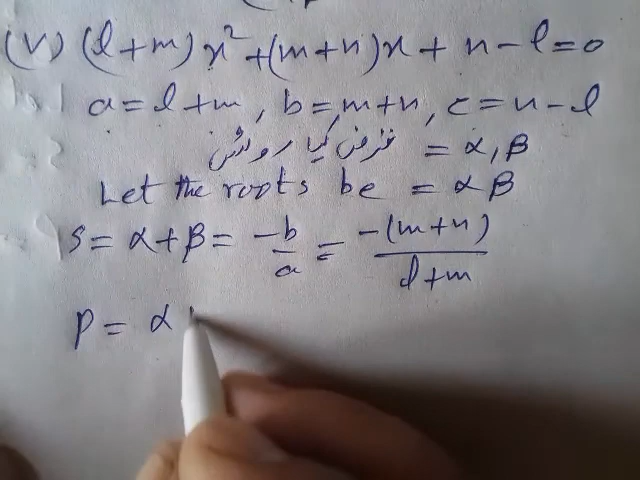 (V) (l+m)x²+(m+n)x+n-l=0
a=l+m, b=m+n, c=n-l
فرض کیا روٹس = α, β
Let the roots be = α β
S = α+β = -b/a = -(m+n)/l+m
P = α